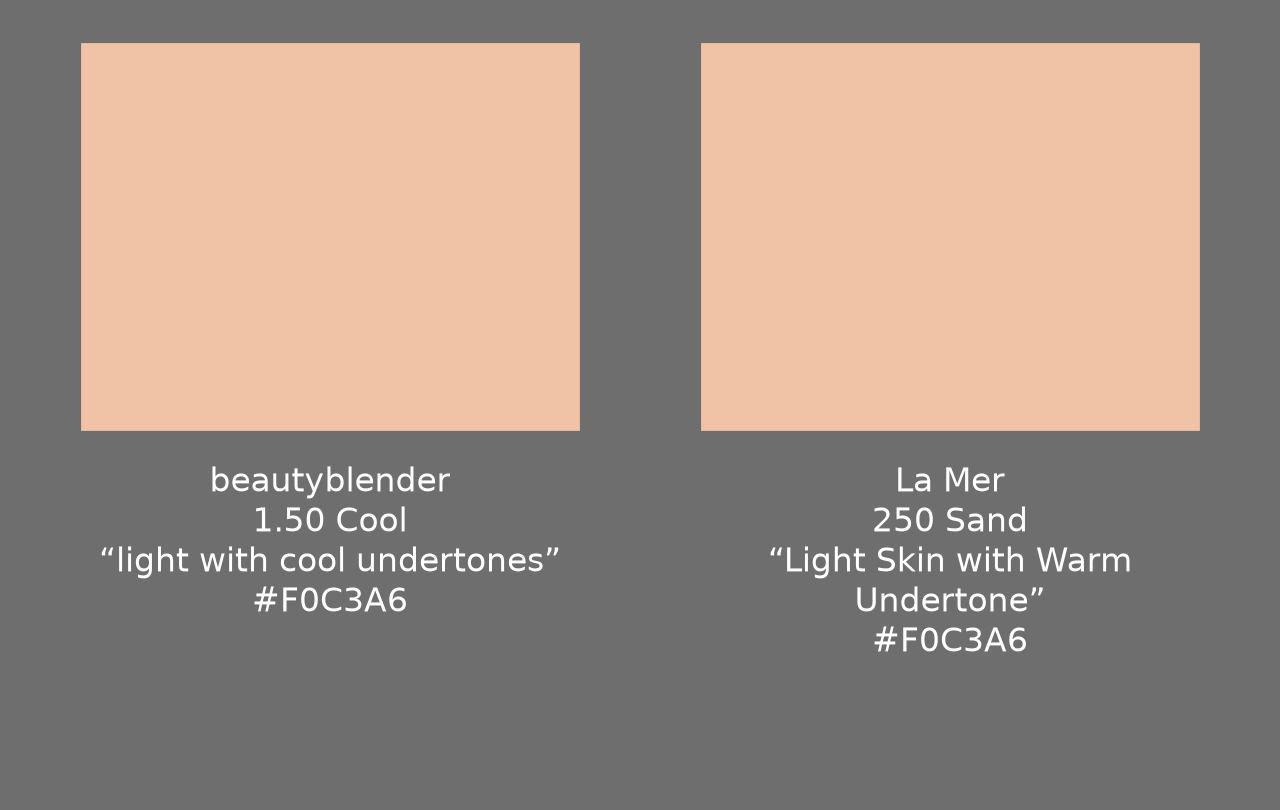 beautyblender
1.50 Cool
“light with cool undertones”
#F0C3A6
La Mer
250 Sand
“Light Skin with Warm
Undertone”
#F0C3A6